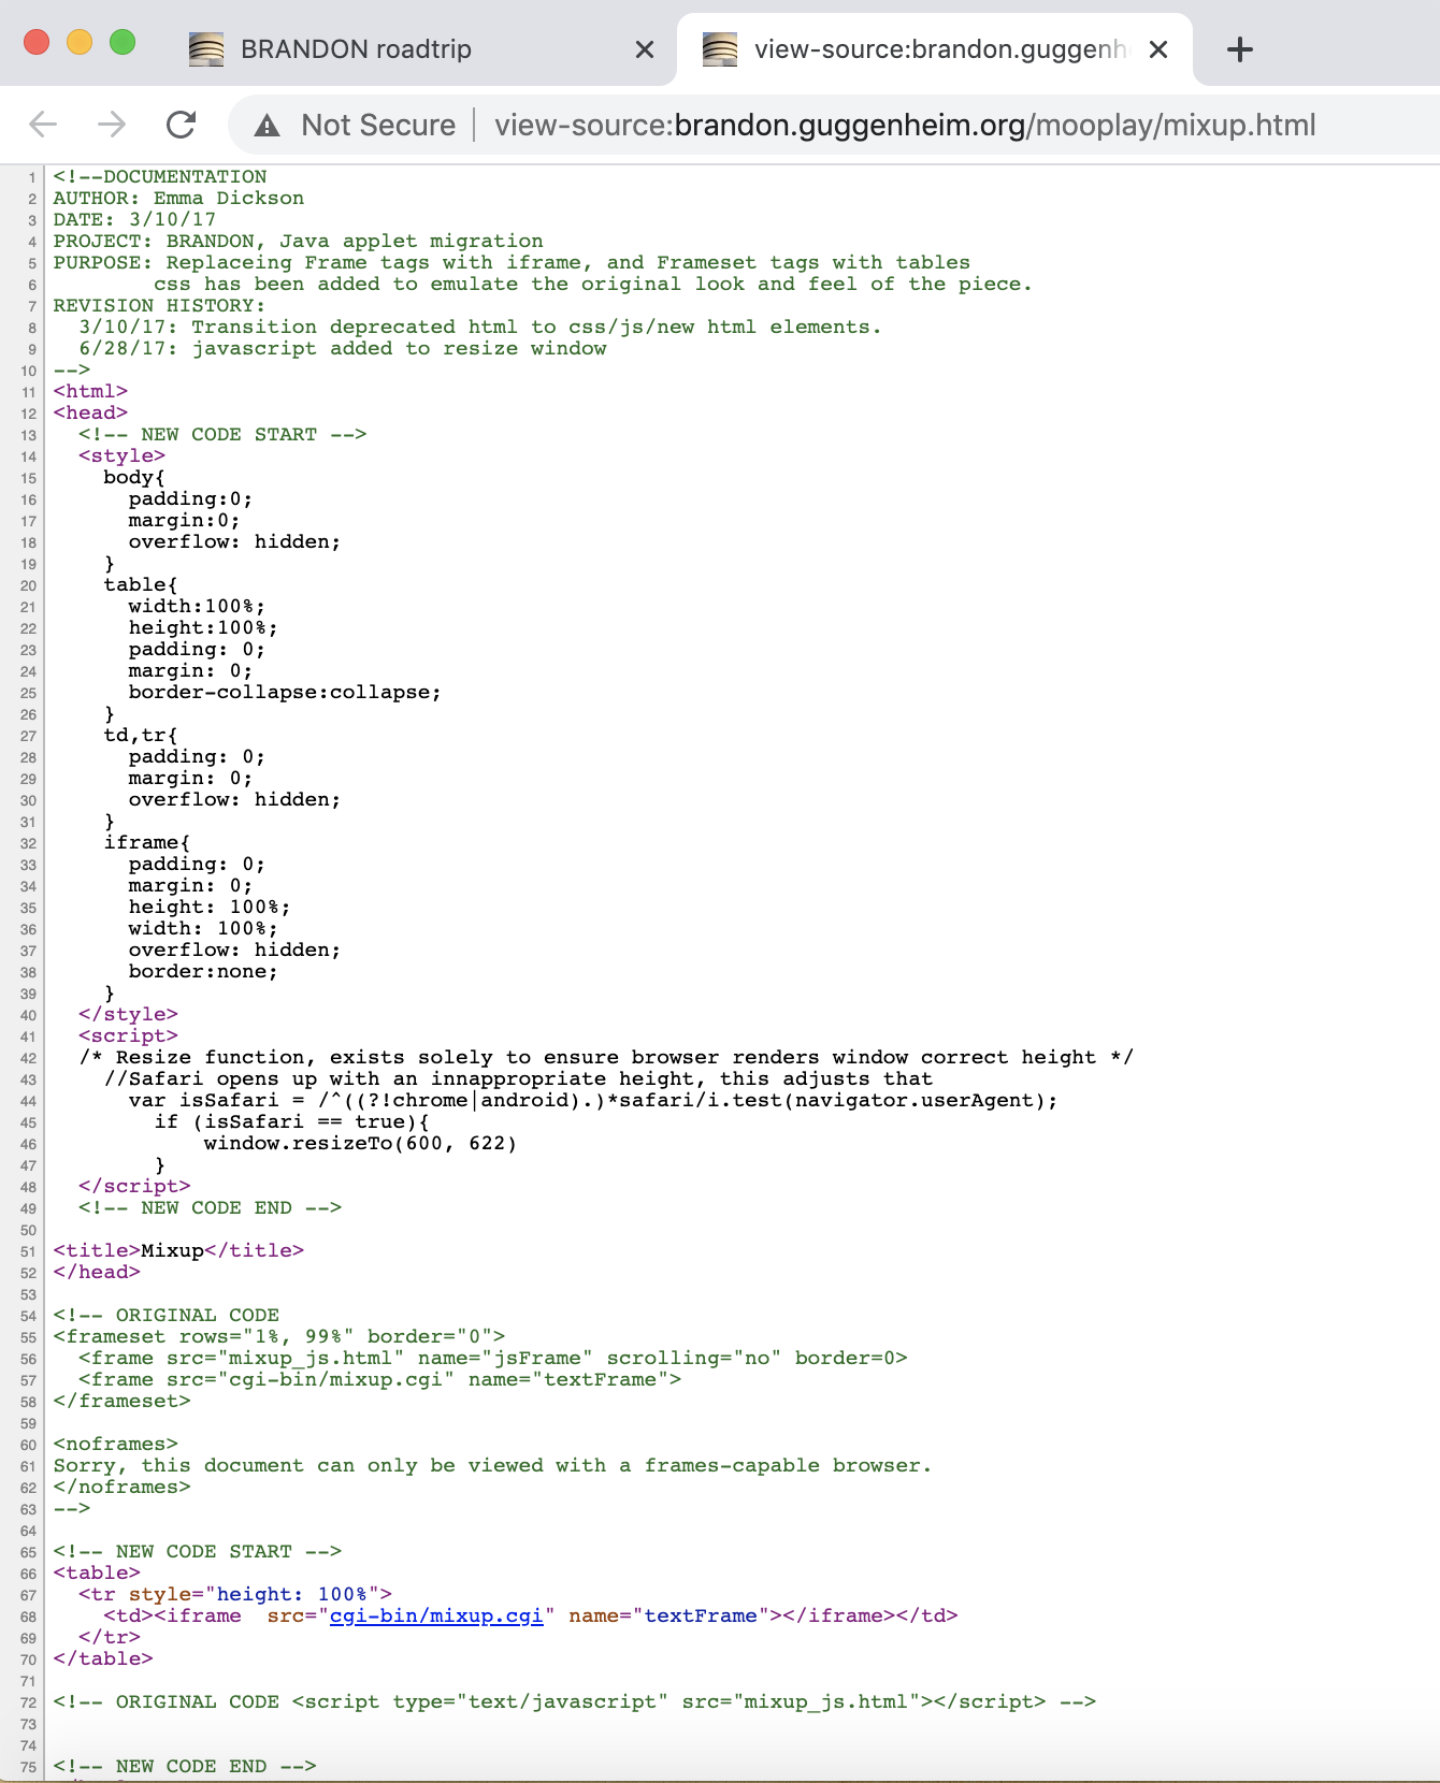 BRANDON roadtrip
view-source:brandon.guggenh
Not Secure | view-source:brandon.guggenheim.org/mooplay/mixup.html
1 <!--DOCUMENTATION
2 AUTHOR: Emma Dickson
3 DATE: 3/10/17
4 PROJECT: BRANDON, Java applet migration
5 PURPOSE: Replaceing Frame tags with iframe, and Frameset tags with tables
6         css has been added to emulate the original look and feel of the piece.
7 REVISION HISTORY:
8   3/10/17: Transition deprecated html to css/js/new html elements.
9   6/28/17: javascript added to resize window
10 -->
11 <html>
12 <head>
13   <!-- NEW CODE START -->
14   <style>
15     body{
16       padding:0;
17       margin:0;
18       overflow: hidden;
19     }
20     table{
21       width:100%;
22       height:100%;
23       padding: 0;
24       margin: 0;
25       border-collapse:collapse;
26     }
27     td,tr{
28       padding: 0;
29       margin: 0;
30       overflow: hidden;
31     }
32     iframe{
33       padding: 0;
34       margin: 0;
35       height: 100%;
36       width: 100%;
37       overflow: hidden;
38       border:none;
39     }
40   </style>
41   <script>
42   /* Resize function, exists solely to ensure browser renders window correct height */
43     //Safari opens up with an innappropriate height, this adjusts that
44       var isSafari = /^((?!chrome|android).)*safari/i.test(navigator.userAgent);
45         if (isSafari == true){
46             window.resizeTo(600, 622)
47         }
48   </script>
49   <!-- NEW CODE END -->
50
51 <title>Mixup</title>
52 </head>
53
54 <!-- ORIGINAL CODE
55 <frameset rows="1%, 99%" border="0">
56   <frame src="mixup_js.html" name="jsFrame" scrolling="no" border=0>
57   <frame src="cgi-bin/mixup.cgi" name="textFrame">
58 </frameset>
59
60 <noframes>
61 Sorry, this document can only be viewed with a frames-capable browser.
62 </noframes>
63 -->
64
65 <!-- NEW CODE START -->
66 <table>
67   <tr style="height: 100%">
68     <td><iframe  src="cgi-bin/mixup.cgi" name="textFrame"></iframe></td>
69   </tr>
70 </table>
71
72 <!-- ORIGINAL CODE <script type="text/javascript" src="mixup_js.html"></script> -->
73
74
75 <!-- NEW CODE END -->